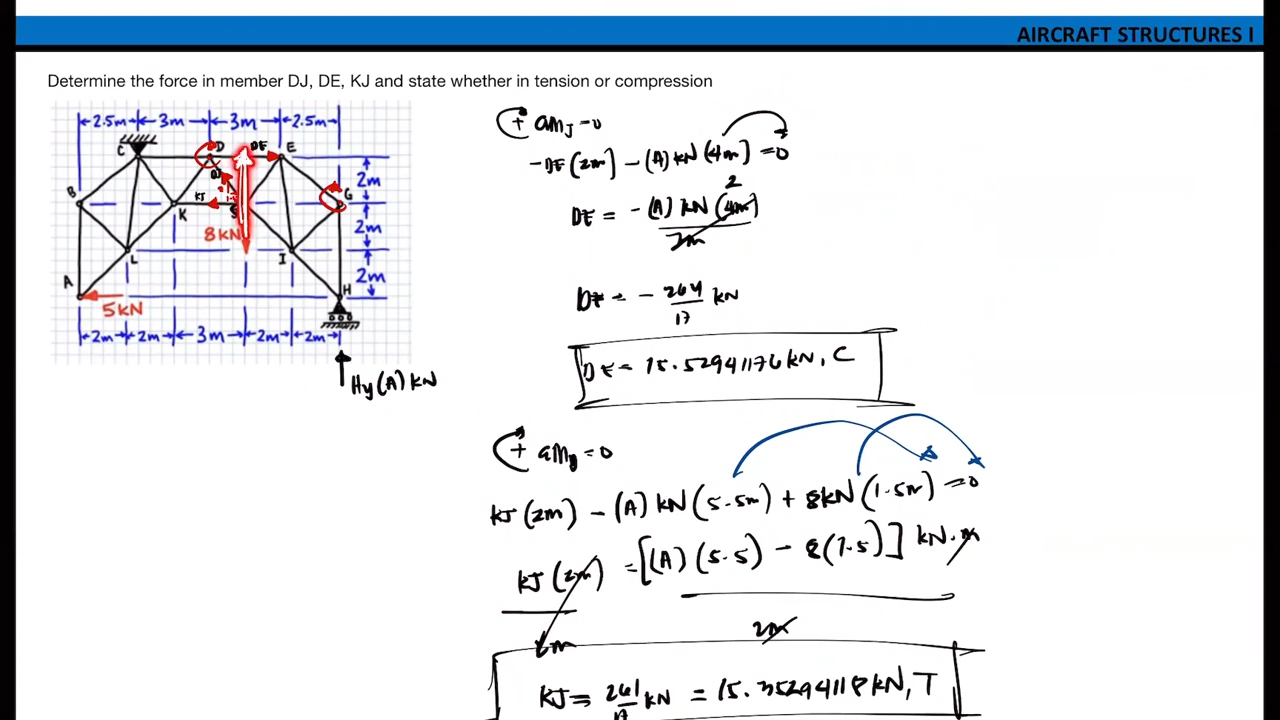 AIRCRAFT STRUCTURES I
Determine the force in member DJ, DE, KJ and state whether in tension or compression
2.5m 3m 3m 2.5m
C D DE E
2m
B K KJ G
8kN 2m
L I
2m
A H
5kN
2m 2m 3m 2m 2m
Hy(A) kN
+ ΣMJ=0
-DE (2m) - (A) kN (4m) =0
DE = - (A) kN (4m)
2
2m
DE = - 264 kN
17
DE = 15.52941176 kN, C
+ ΣMD=0
KJ (2m) - (A) kN (5.5m) + 8kN (1.5m) =0
KJ (2m) = [(A) (5.5) - 8(1.5)] kN.m
2m 2m
KJ = 261 kN = 15.35294118 kN, T
17